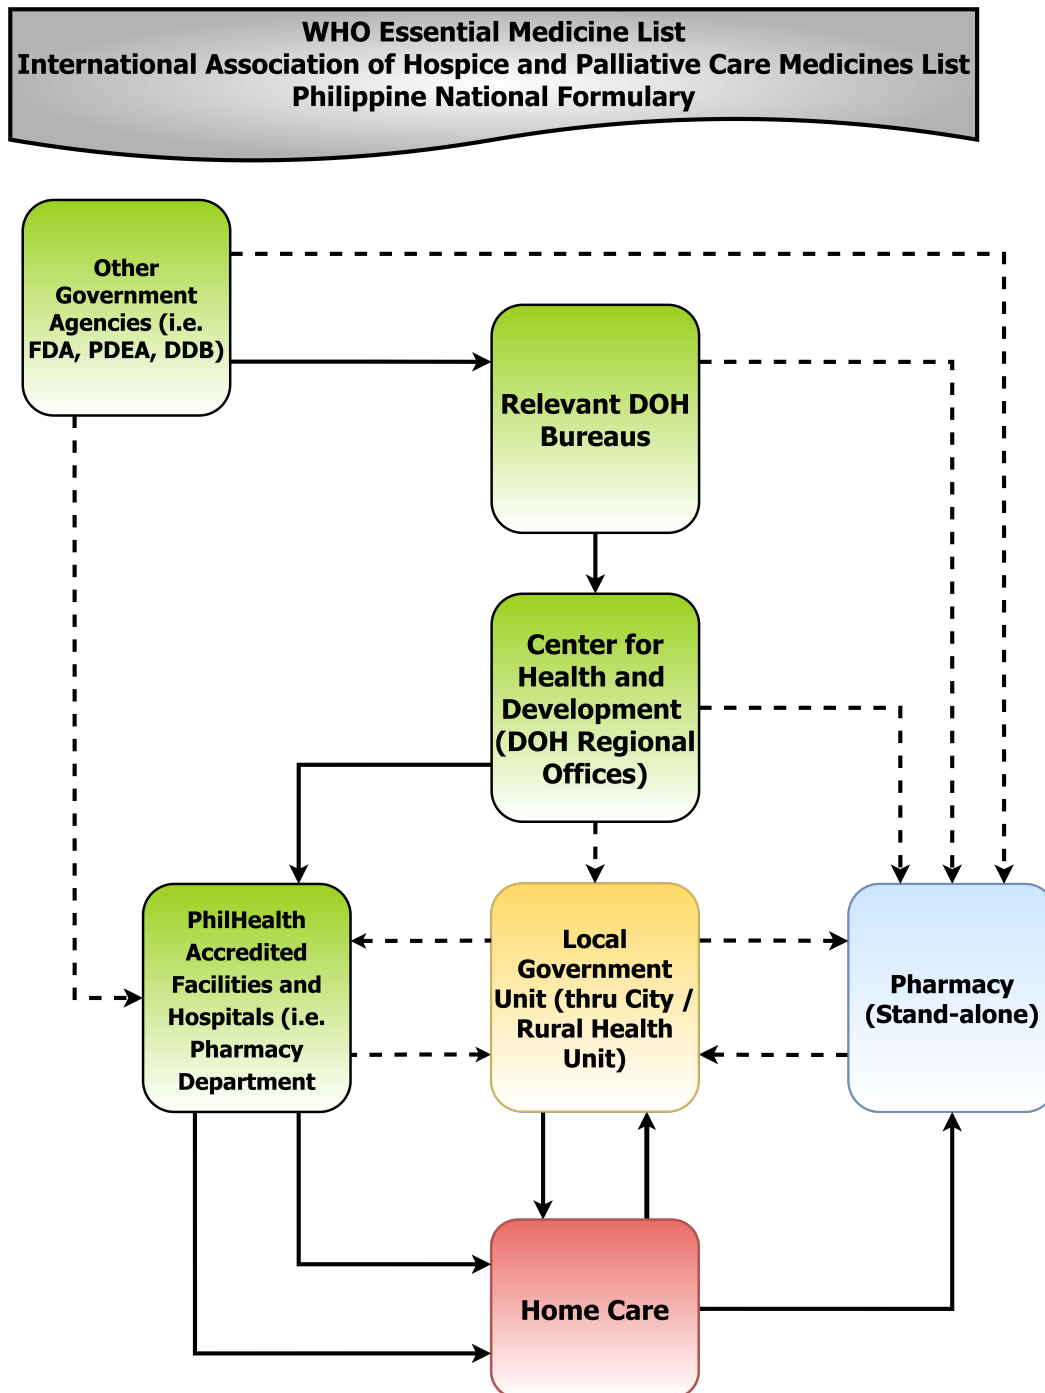 WHO Essential Medicine List
International Association of Hospice and Palliative Care Medicines List
Philippine National Formulary
Other
Government
Agencies (i.e.
FDA, PDEA, DDB)
Relevant DOH
Bureaus
Center for
Health and
Development
(DOH Regional
Offices)
PhilHealth
Accredited
Facilities and
Hospitals (i.e.
Pharmacy
Department
Local
Government
Unit (thru City /
Rural Health
Unit)
Pharmacy
(Stand-alone)
Home Care